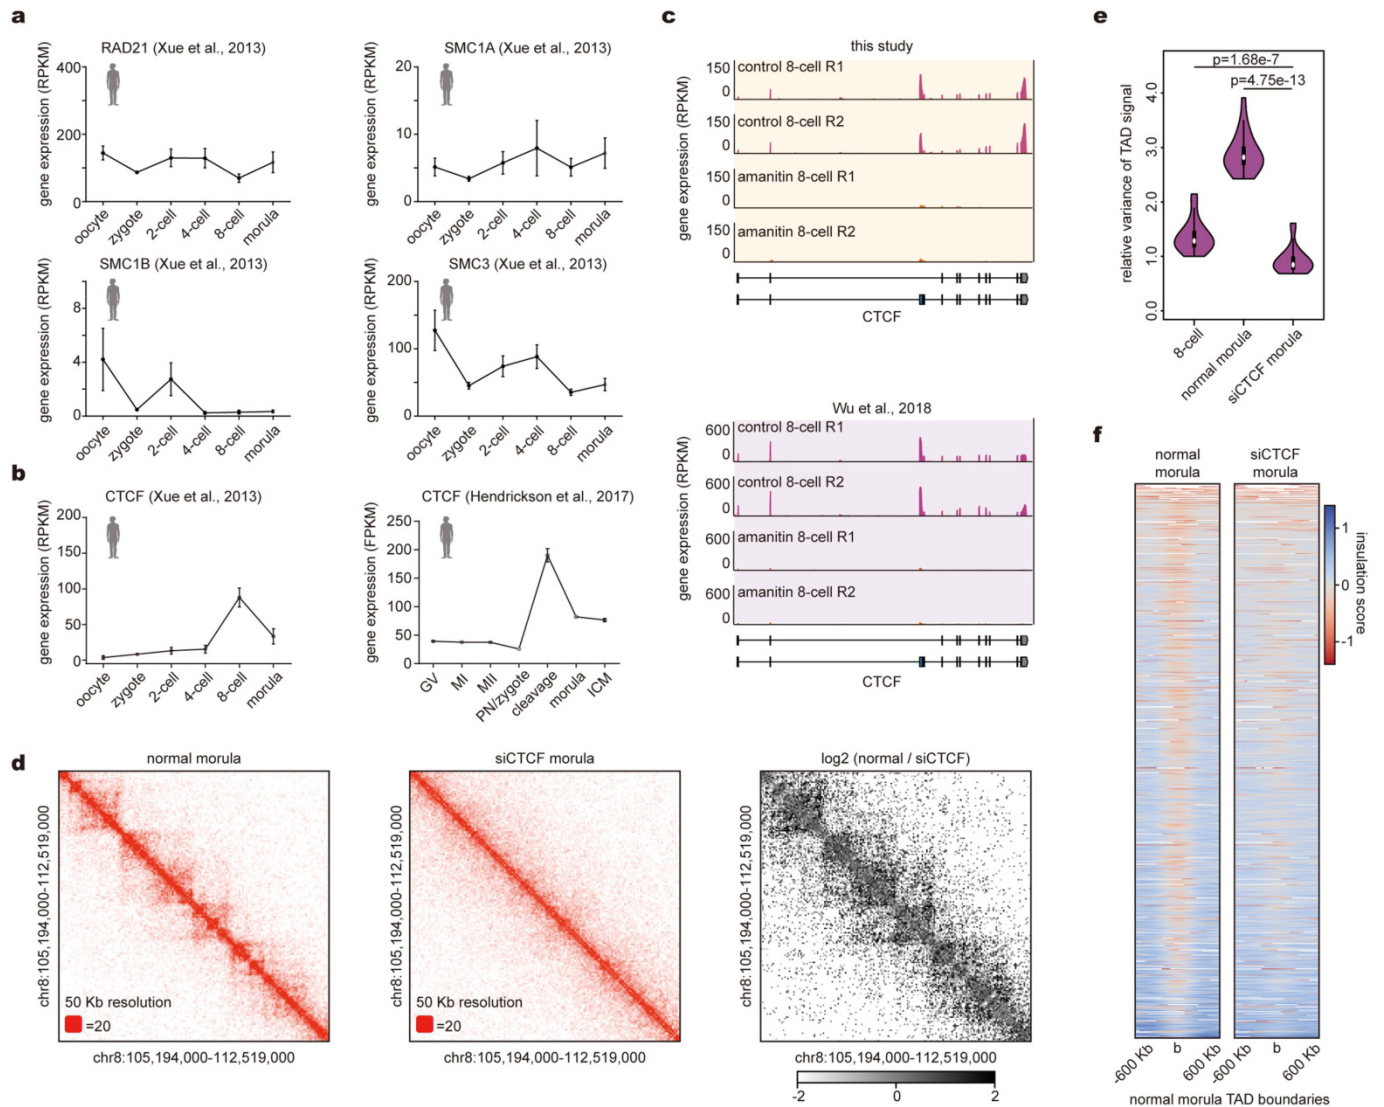 a
RAD21 (Xue et al., 2013)
gene expression (RPKM)
400
200
0
oocyte
zygote
2-cell
4-cell
8-cell
morula
SMC1A (Xue et al., 2013)
gene expression (RPKM)
20
10
0
oocyte
zygote
2-cell
4-cell
8-cell
morula
SMC1B (Xue et al., 2013)
gene expression (RPKM)
8
4
0
oocyte
zygote
2-cell
4-cell
8-cell
morula
SMC3 (Xue et al., 2013)
gene expression (RPKM)
200
100
0
oocyte
zygote
2-cell
4-cell
8-cell
morula
b
CTCF (Xue et al., 2013)
gene expression (RPKM)
200
150
100
50
0
oocyte
zygote
2-cell
4-cell
8-cell
morula
CTCF (Hendrickson et al., 2017)
gene expression (FPKM)
250
200
150
100
50
0
GV
MI
MII
PN/zygote
cleavage
morula
ICM
c
this study
gene expression (RPKM)
150
0
control 8-cell R1
150
0
control 8-cell R2
150
0
amanitin 8-cell R1
150
0
amanitin 8-cell R2
CTCF
Wu et al., 2018
gene expression (RPKM)
600
0
control 8-cell R1
600
0
control 8-cell R2
600
0
amanitin 8-cell R1
600
0
amanitin 8-cell R2
CTCF
d
normal morula
chr8:105,194,000-112,519,000
50 Kb resolution
=20
chr8:105,194,000-112,519,000
siCTCF morula
chr8:105,194,000-112,519,000
50 Kb resolution
=20
chr8:105,194,000-112,519,000
log2 (normal / siCTCF)
chr8:105,194,000-112,519,000
chr8:105,194,000-112,519,000
-2
0
2
e
relative variance of TAD signal
p=1.68e-7
p=4.75e-13
4.0
3.0
2.0
1.0
0.0
8-cell
normal morula
siCTCF morula
f
normal
morula
siCTCF
morula
1
0
-1
insulation score
-600 Kb
b
600 Kb
-600 Kb
b
600 Kb
normal morula TAD boundaries